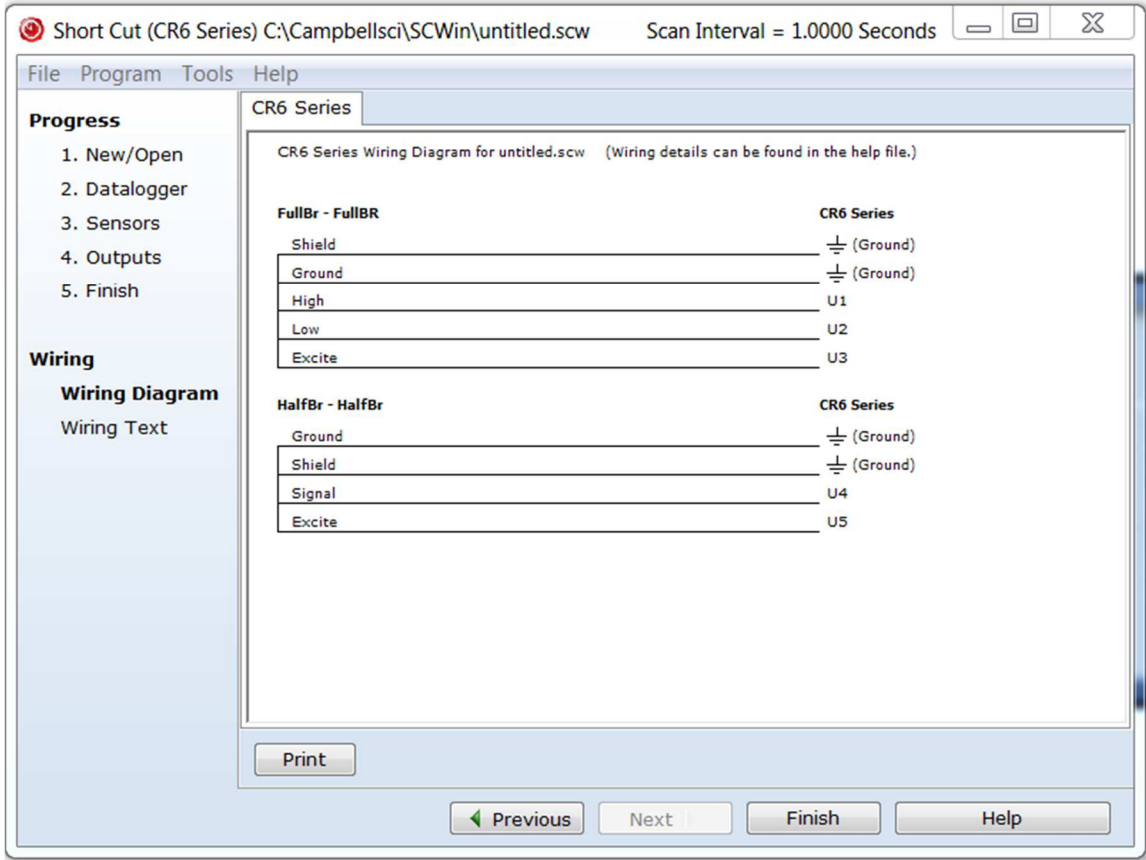 Short Cut (CR6 Series) C:\Campbellsci\SCWin\untitled.scw Scan Interval = 1.0000 Seconds
File Program Tools Help
Progress
1. New/Open
2. Datalogger
3. Sensors
4. Outputs
5. Finish
Wiring
Wiring Diagram
Wiring Text
CR6 Series
CR6 Series Wiring Diagram for untitled.scw (Wiring details can be found in the help file.)
FullBr - FullBR CR6 Series
Shield (Ground)
Ground (Ground)
High U1
Low U2
Excite U3
HalfBr - HalfBr CR6 Series
Ground (Ground)
Shield (Ground)
Signal U4
Excite U5
Print
Previous Next Finish Help